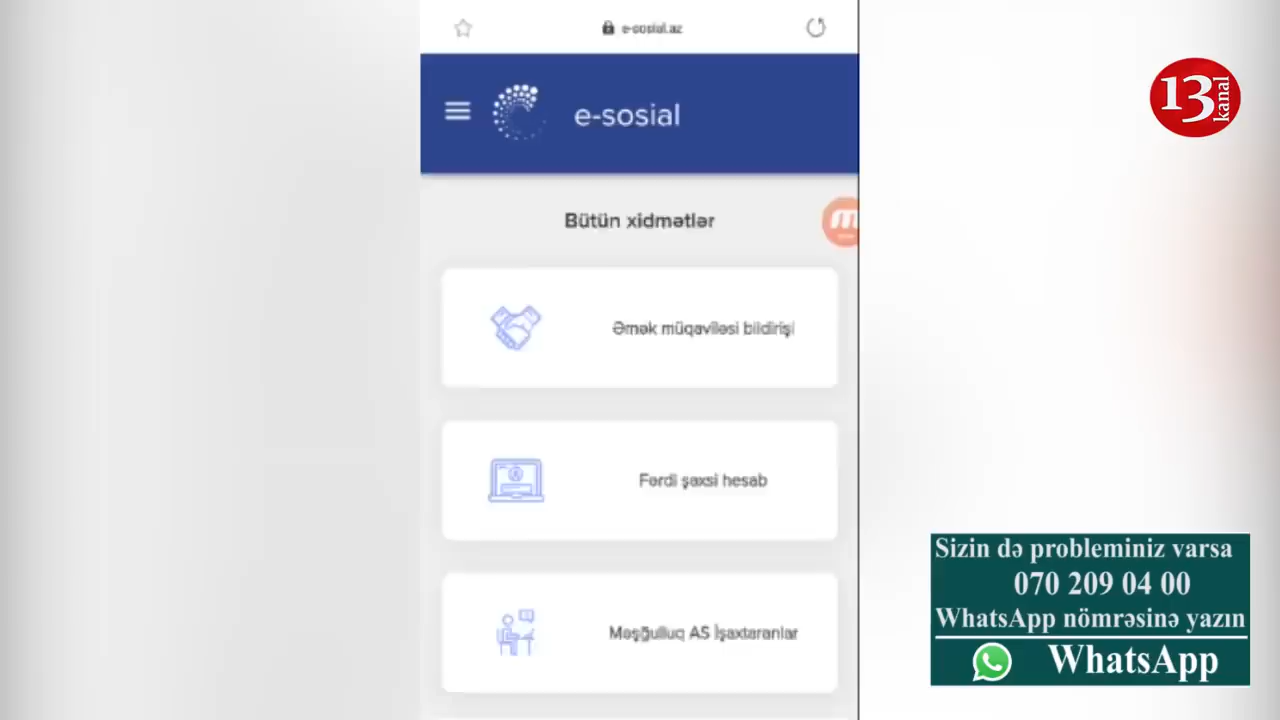 e-sosial.az
e-sosial
Bütün xidmətlər
Əmək müqaviləsi bildirişi
Fərdi şəxsi hesab
Məşğulluq AS İşaxtaranlar
13 kanal
Sizin də probleminiz varsa
070 209 04 00
WhatsApp nömrəsinə yazın
WhatsApp